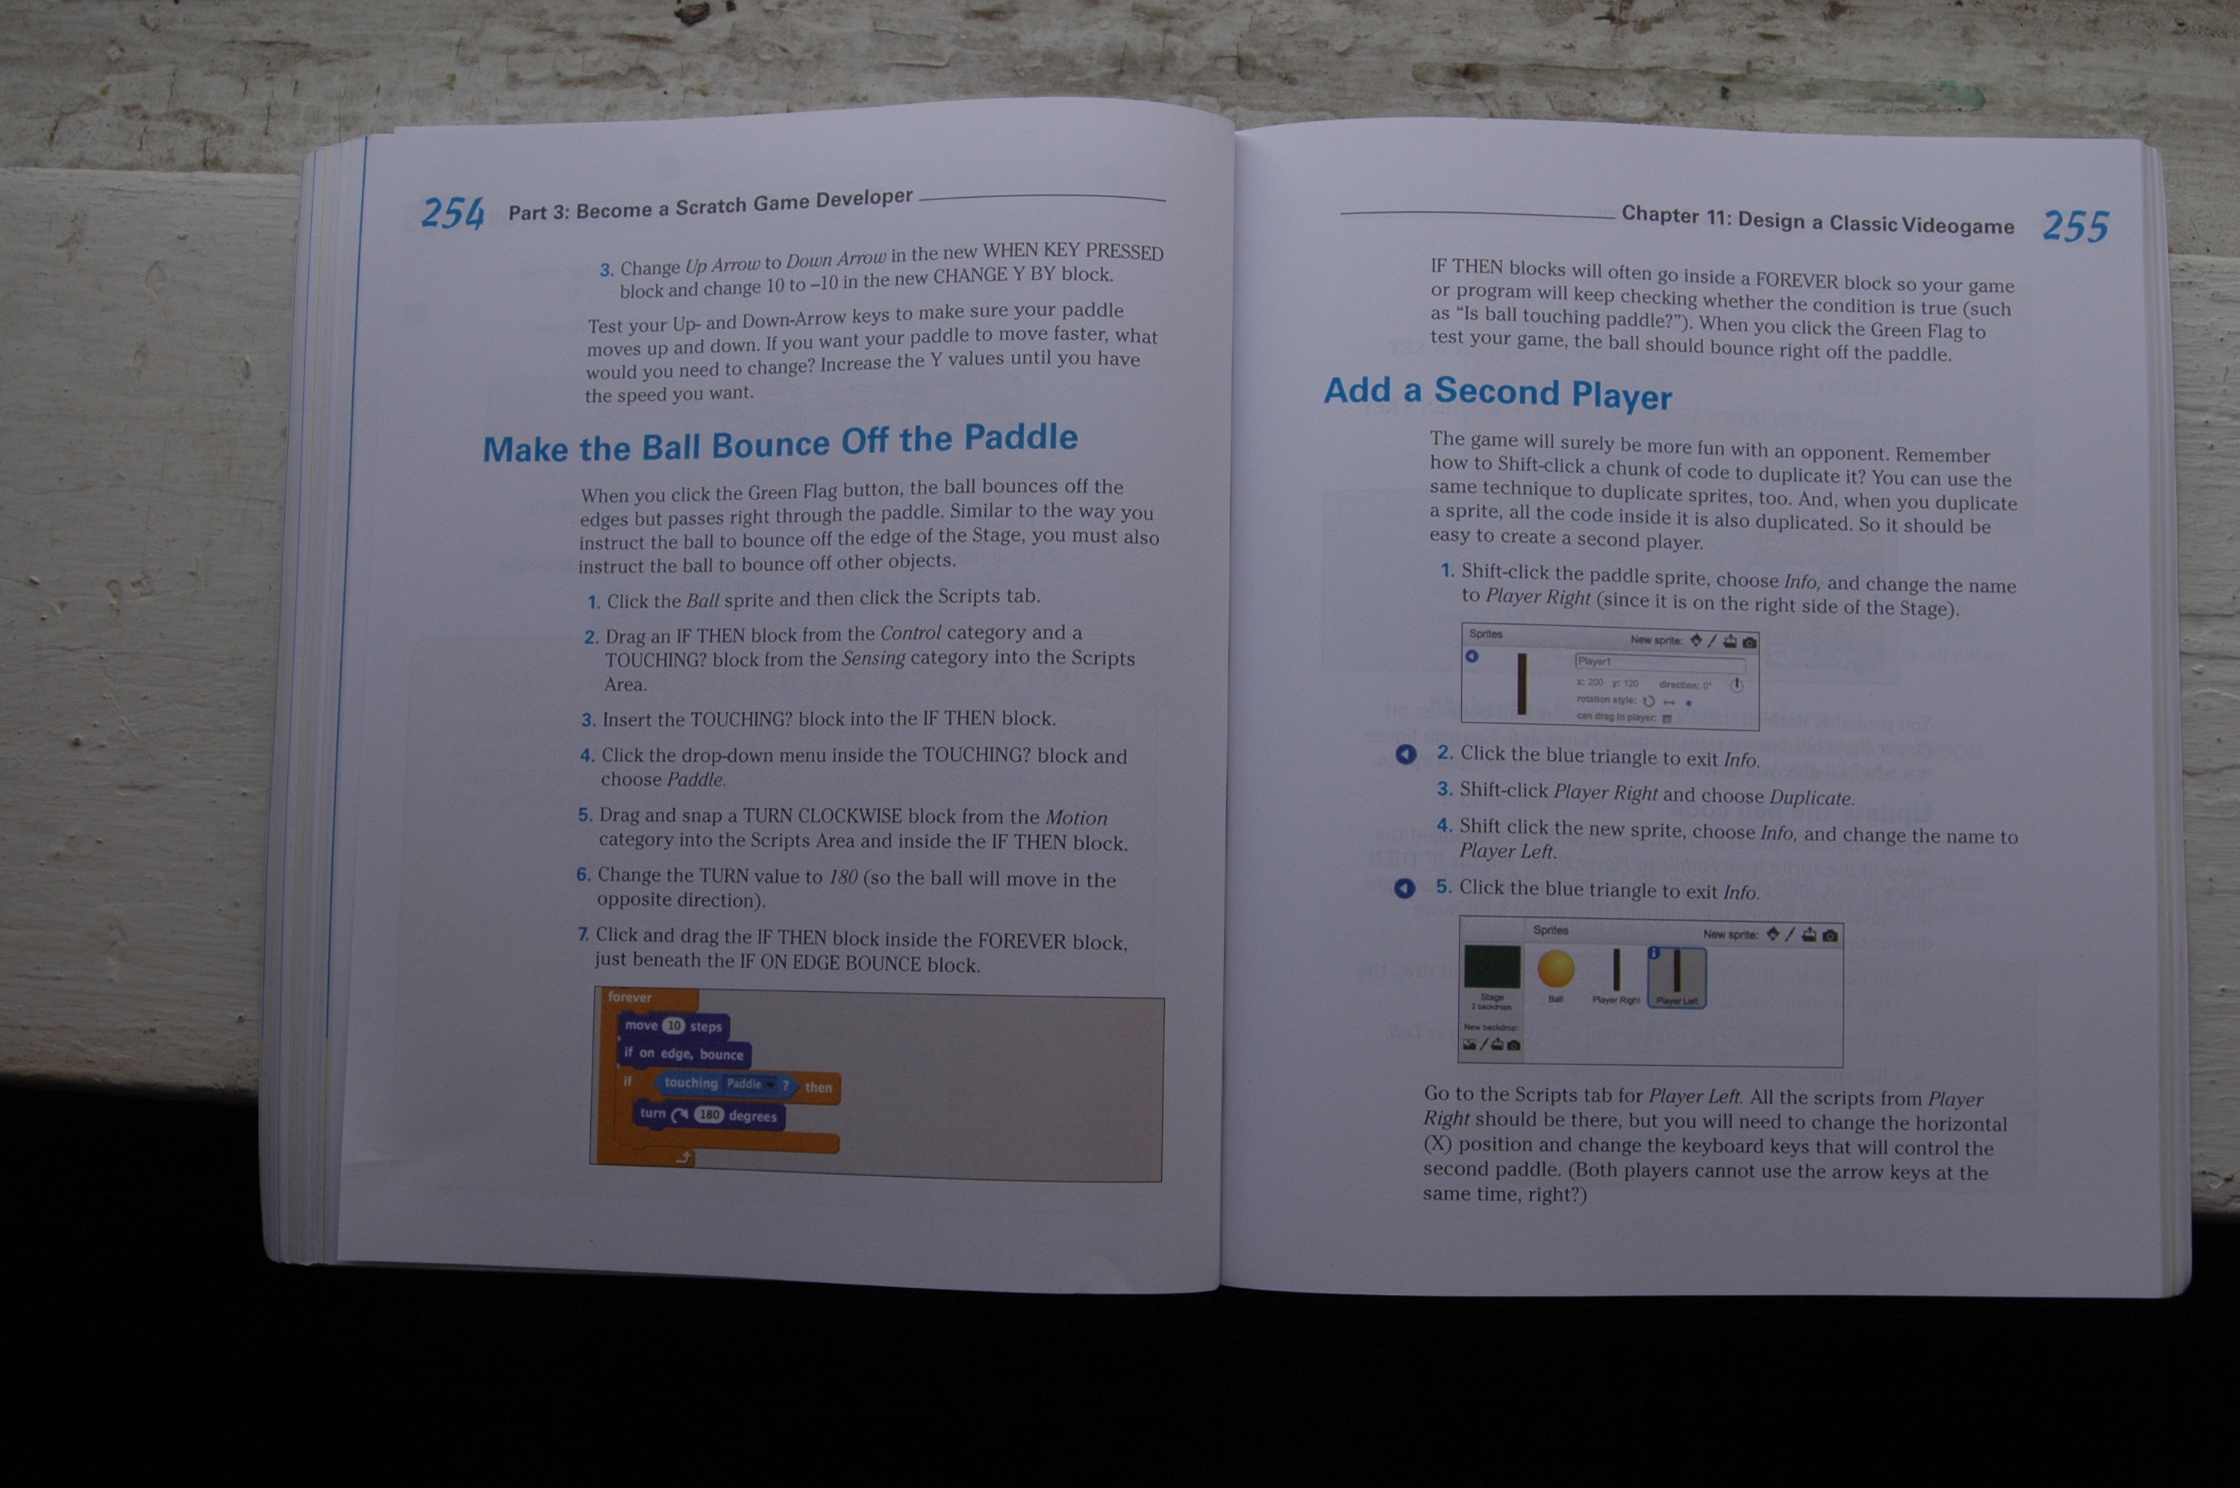 254 Part 3: Become a Scratch Game Developer
3. Change Up Arrow to Down Arrow in the new WHEN KEY PRESSED
block and change 10 to –10 in the new CHANGE Y BY block.
Test your Up- and Down-Arrow keys to make sure your paddle
moves up and down. If you want your paddle to move faster, what
would you need to change? Increase the Y values until you have
the speed you want.
Make the Ball Bounce Off the Paddle
When you click the Green Flag button, the ball bounces off the
edges but passes right through the paddle. Similar to the way you
instruct the ball to bounce off the edge of the Stage, you must also
instruct the ball to bounce off other objects.
1. Click the Ball sprite and then click the Scripts tab.
2. Drag an IF THEN block from the Control category and a
TOUCHING? block from the Sensing category into the Scripts
Area.
3. Insert the TOUCHING? block into the IF THEN block.
4. Click the drop-down menu inside the TOUCHING? block and
choose Paddle.
5. Drag and snap a TURN CLOCKWISE block from the Motion
category into the Scripts Area and inside the IF THEN block.
6. Change the TURN value to 180 (so the ball will move in the
opposite direction).
7. Click and drag the IF THEN block inside the FOREVER block,
just beneath the IF ON EDGE BOUNCE block.
forever
move 10 steps
if on edge, bounce
if touching Paddle ? then
turn 180 degrees
Chapter 11: Design a Classic Videogame 255
IF THEN blocks will often go inside a FOREVER block so your game
or program will keep checking whether the condition is true (such
as “Is ball touching paddle?”). When you click the Green Flag to
test your game, the ball should bounce right off the paddle.
Add a Second Player
The game will surely be more fun with an opponent. Remember
how to Shift-click a chunk of code to duplicate it? You can use the
same technique to duplicate sprites, too. And, when you duplicate
a sprite, all the code inside it is also duplicated. So it should be
easy to create a second player.
1. Shift-click the paddle sprite, choose Info, and change the name
to Player Right (since it is on the right side of the Stage).
Sprites New sprite:
Player1
x: 200 y: 120 direction: 0°
rotation style:
can drag in player:
2. Click the blue triangle to exit Info.
3. Shift-click Player Right and choose Duplicate.
4. Shift click the new sprite, choose Info, and change the name to
Player Left.
5. Click the blue triangle to exit Info.
Sprites New sprite:
Stage
2 backdrops
Ball Player Right Player Left
New backdrop:
Go to the Scripts tab for Player Left. All the scripts from Player
Right should be there, but you will need to change the horizontal
(X) position and change the keyboard keys that will control the
second paddle. (Both players cannot use the arrow keys at the
same time, right?)